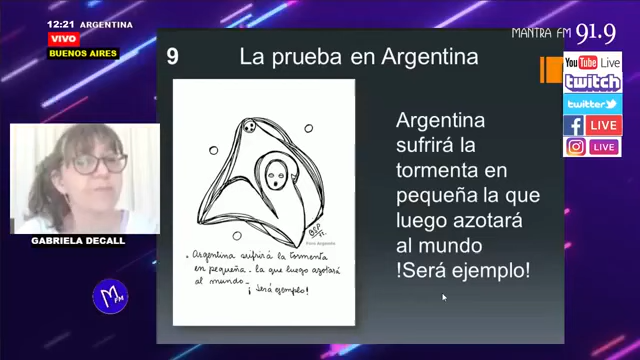 12:21 ARGENTINA
VIVO
BUENOS AIRES
MANTRA FM 91.9
9
La prueba en Argentina
YouTube Live
twitch
twitter
LIVE
LIVE
Argentina
sufrirá la
tormenta en
pequeña la que
luego azotará
al mundo
!Será ejemplo!
Argentina sufrirá la tormenta
en pequeña - la que luego azotará
al mundo -
¡Será ejemplo!
GABRIELA DECALL
M FM